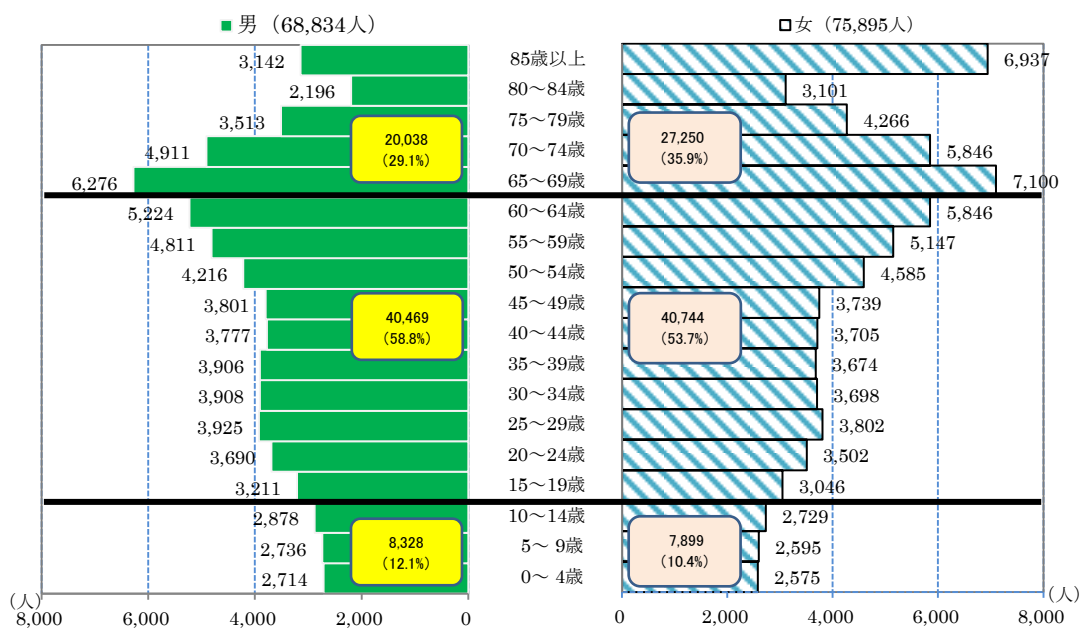 ■ 男 (68,834人)
□女 (75,895人)
3,142 85歳以上 6,937
2,196 80～84歳 3,101
3,513 75～79歳 4,266
20,038
(29.1%)
27,250
(35.9%)
4,911 70～74歳 5,846
6,276 65～69歳 7,100
5,224 60～64歳 5,846
4,811 55～59歳 5,147
4,216 50～54歳 4,585
3,801 45～49歳 3,739
40,469
(58.8%)
40,744
(53.7%)
3,777 40～44歳 3,705
3,906 35～39歳 3,674
3,908 30～34歳 3,698
3,925 25～29歳 3,802
3,690 20～24歳 3,502
3,211 15～19歳 3,046
2,878 10～14歳 2,729
8,328
(12.1%)
7,899
(10.4%)
2,736 5～ 9歳 2,595
2,714 0～ 4歳 2,575
(人) (人)
8,000 6,000 4,000 2,000 0 0 2,000 4,000 6,000 8,000